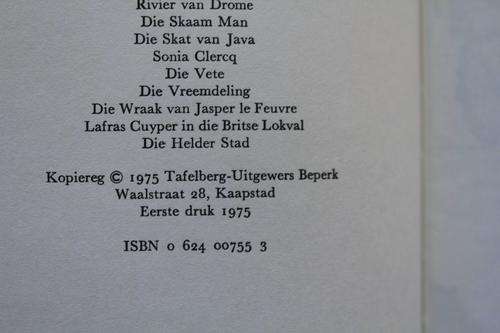 Rivier van Drome
Die Skaam Man
Die Skat van Java
Sonia Clercq
Die Vete
Die Vreemdeling
Die Wraak van Jasper le Feuvre
Lafras Cuyper in die Britse Lokval
Die Helder Stad
Kopiereg © 1975 Tafelberg-Uitgewers Beperk
Waalstraat 28, Kaapstad
Eerste druk 1975
ISBN 0 624 00755 3